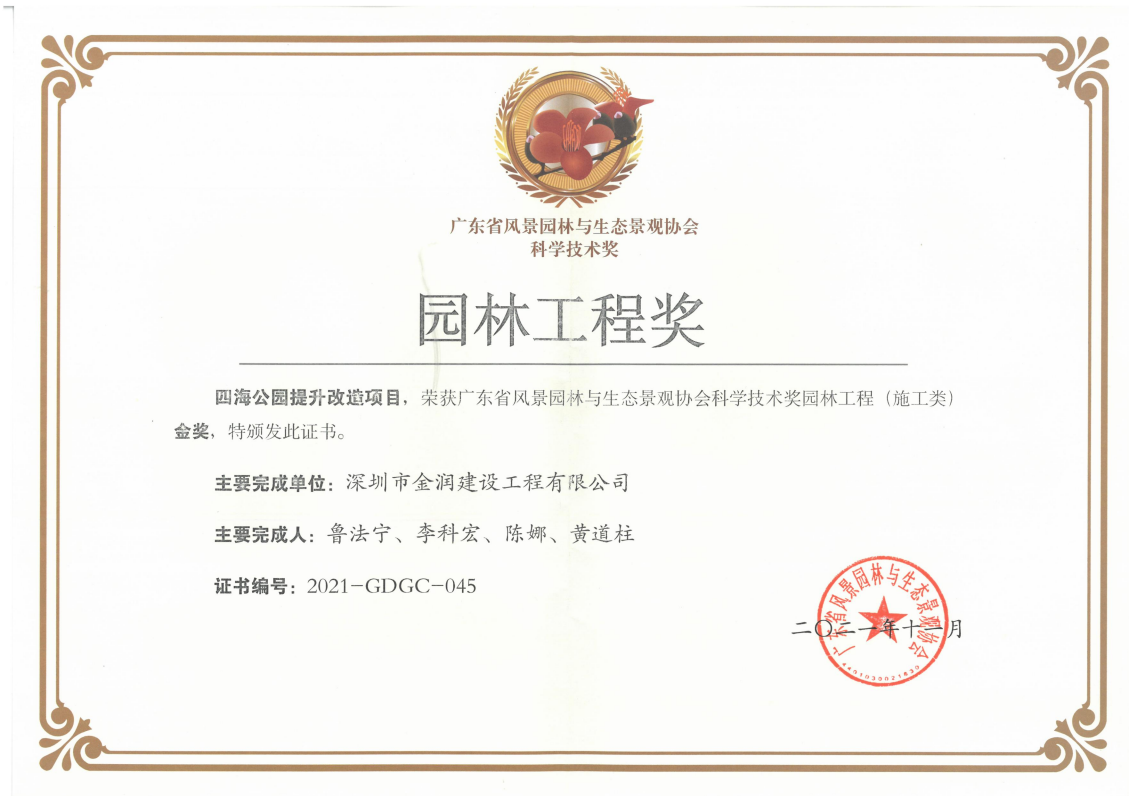 广东省风景园林与生态景观协会
科学技术奖
园林工程奖
四海公园提升改造项目，荣获广东省风景园林与生态景观协会科学技术奖园林工程（施工类）
金奖，特颁发此证书。
主要完成单位：深圳市金润建设工程有限公司
主要完成人：鲁法宁、李科宏、陈娜、黄道柱
证书编号：2021-GDGC-045
广东省风景园林与生态景观协会
二〇二一年十一月